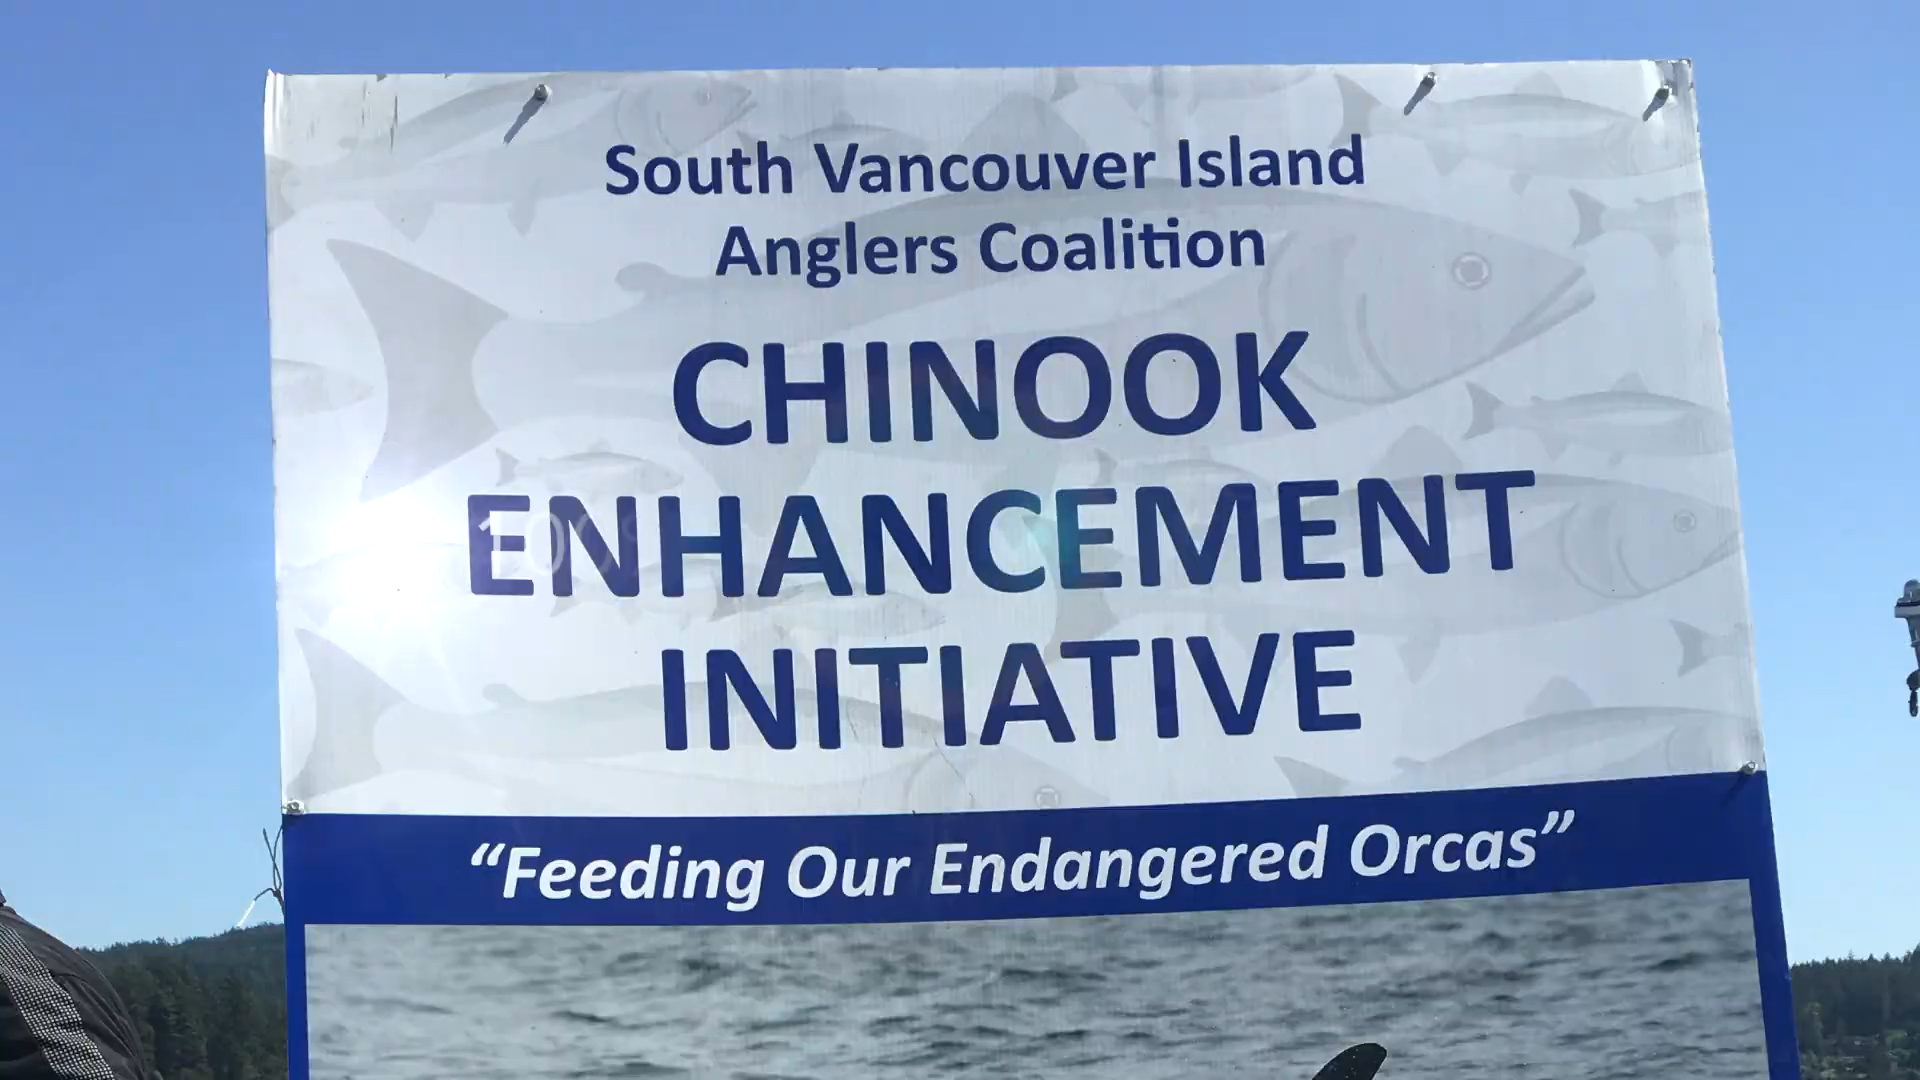 South Vancouver Island
Anglers Coalition
CHINOOK
ENHANCEMENT
INITIATIVE
“Feeding Our Endangered Orcas”